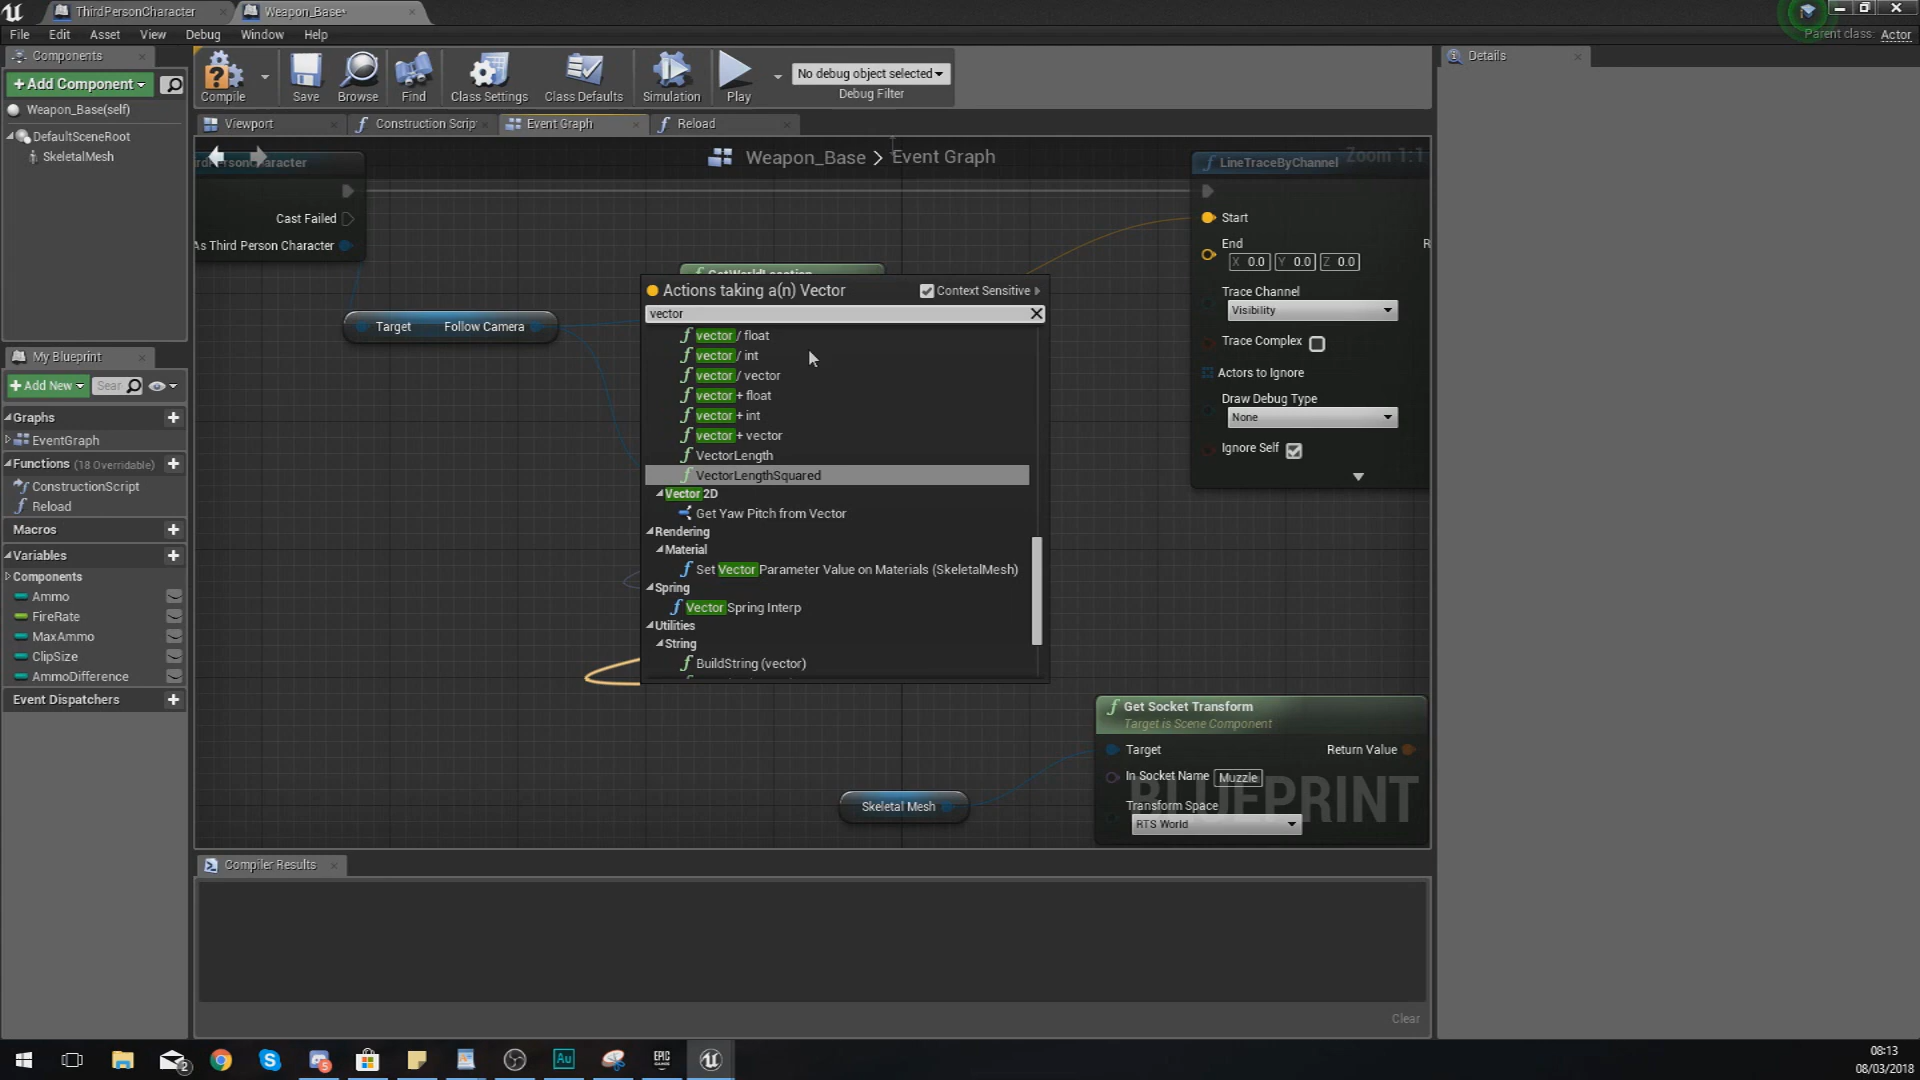 ThirdPersonCharacter
Weapon_Base*
File Edit Asset View Debug Window Help
Parent class: Actor
Components
+Add Component
Weapon_Base(self)
DefaultSceneRoot
SkeletalMesh
Compile Save Browse Find Class Settings Class Defaults Simulation Play
No debug object selected
Debug Filter
Details
Viewport
Construction Scrip
Event Graph
Reload
Weapon_Base > Event Graph
Zoom 1:1
Cast Failed
As Third Person Character
Target Follow Camera
GetWorldLocation
Actions taking a(n) Vector
Context Sensitive
vector
vector / float
vector / int
vector / vector
vector + float
vector + int
vector + vector
VectorLength
VectorLengthSquared
Vector 2D
Get Yaw Pitch from Vector
Rendering
Material
Set Vector Parameter Value on Materials (SkeletalMesh)
Spring
Vector Spring Interp
Utilities
String
BuildString (vector)
LineTraceByChannel
Start
End
X 0.0 Y 0.0 Z 0.0
Trace Channel
Visibility
Trace Complex
Actors to Ignore
Draw Debug Type
None
Ignore Self
Get Socket Transform
Target is Scene Component
Target Return Value
In Socket Name Muzzle
Transform Space
RTS World
BLUEPRINT
Skeletal Mesh
My Blueprint
+Add New
Sear
Graphs
EventGraph
Functions (18 Overridable)
ConstructionScript
Reload
Macros
Variables
Components
Ammo
FireRate
MaxAmmo
ClipSize
AmmoDifference
Event Dispatchers
Compiler Results
Clear
2
5
Au
EPIC
GAMES
08:13
08/03/2018